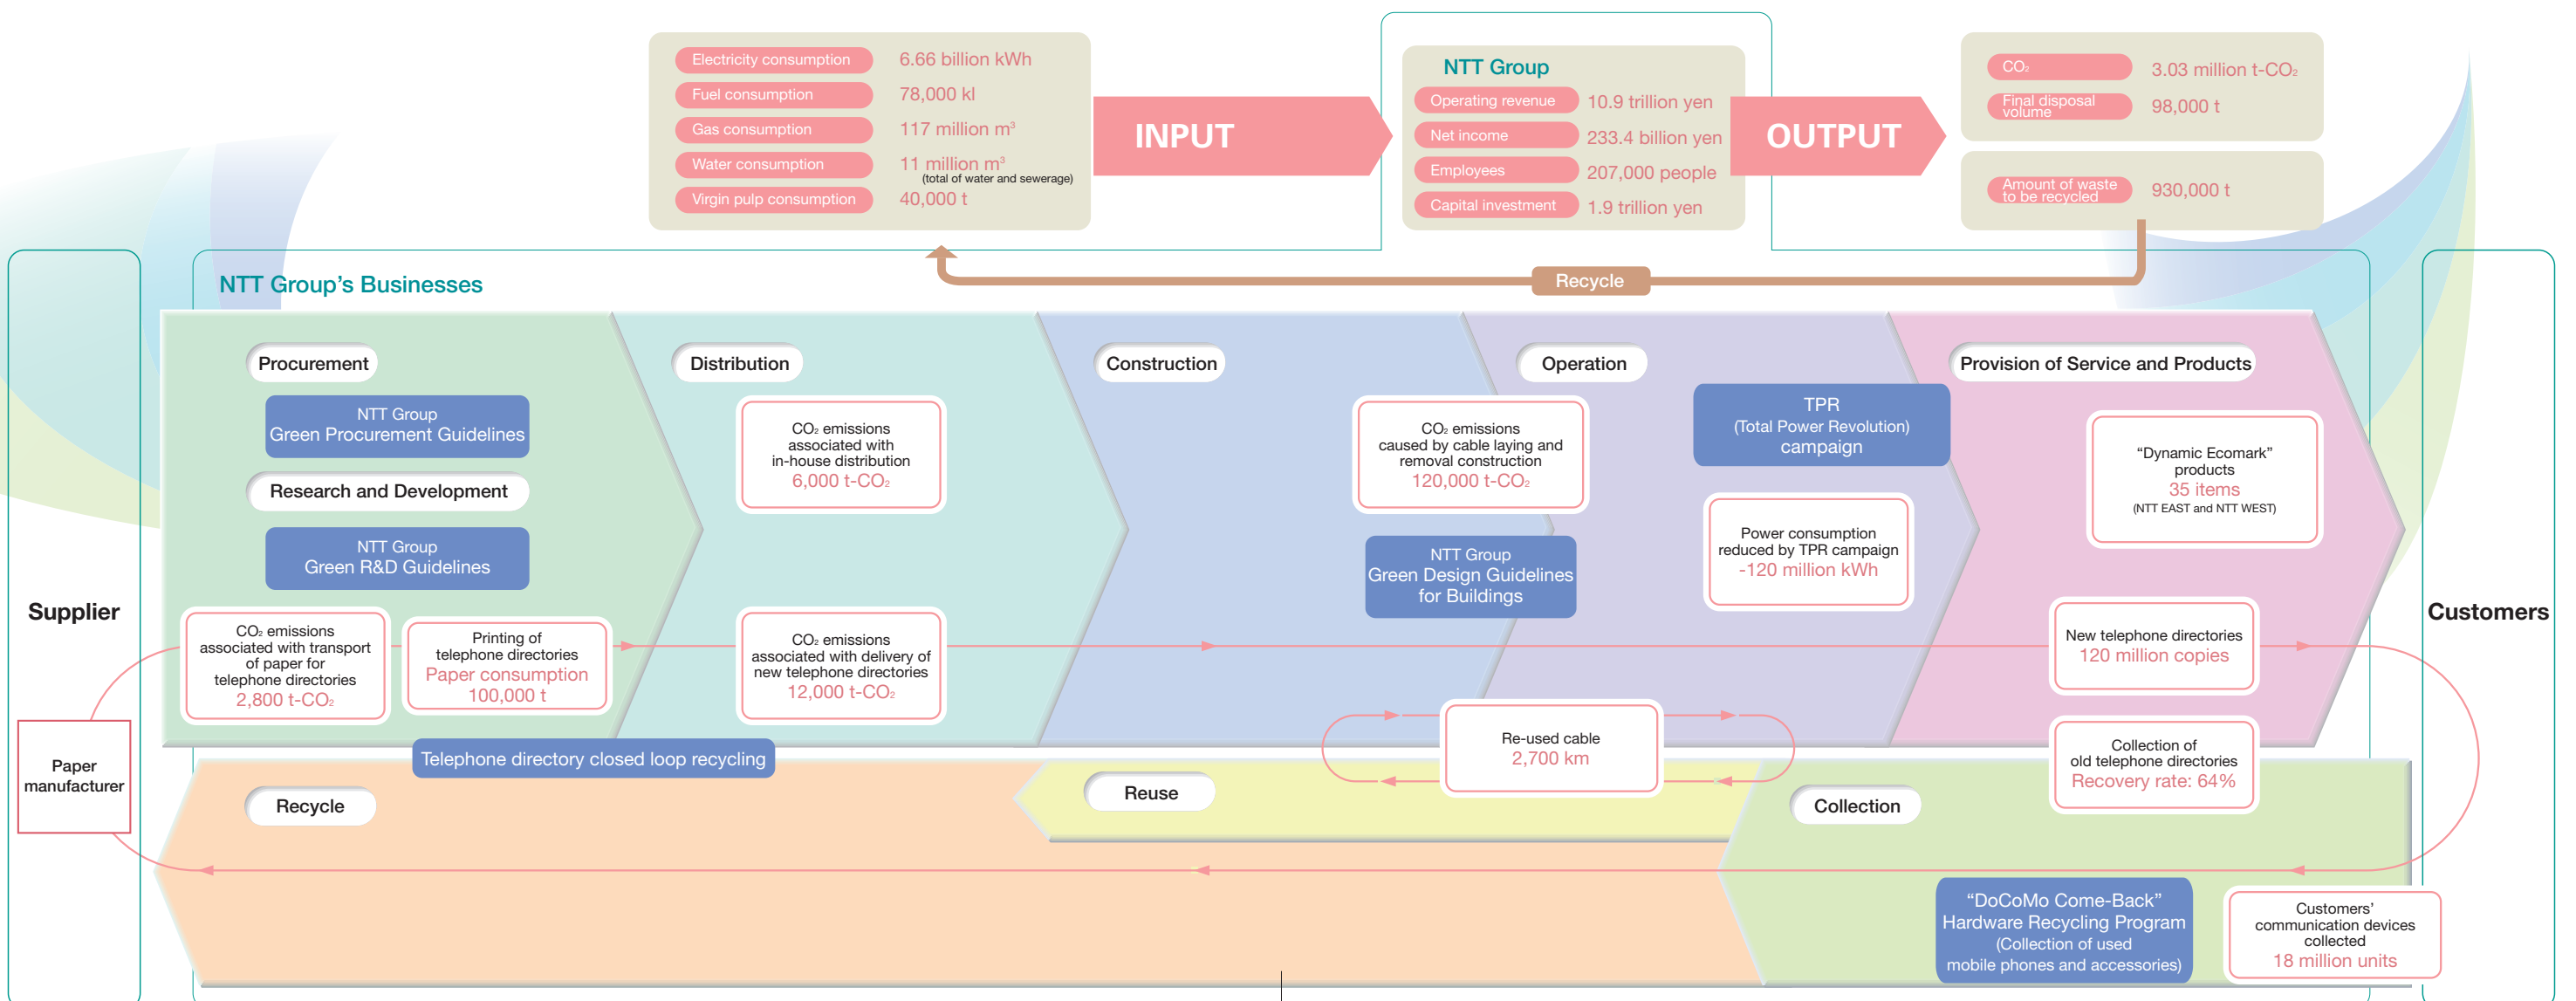 Electricity consumption 6.66 billion kWh
Fuel consumption 78,000 kl
Gas consumption 117 million m³
Water consumption 11 million m³
(total of water and sewerage)
Virgin pulp consumption 40,000 t
INPUT
NTT Group
Operating revenue 10.9 trillion yen
Net income 233.4 billion yen
Employees 207,000 people
Capital investment 1.9 trillion yen
OUTPUT
CO₂ 3.03 million t-CO₂
Final disposal
volume 98,000 t
Amount of waste
to be recycled 930,000 t
Recycle
NTT Group's Businesses
Supplier
Paper
manufacturer
Procurement
NTT Group
Green Procurement Guidelines
Research and Development
NTT Group
Green R&D Guidelines
CO₂ emissions
associated with transport
of paper for
telephone directories
2,800 t-CO₂
Printing of
telephone directories
Paper consumption
100,000 t
Distribution
CO₂ emissions
associated with
in-house distribution
6,000 t-CO₂
CO₂ emissions
associated with delivery of
new telephone directories
12,000 t-CO₂
Construction
CO₂ emissions
caused by cable laying and
removal construction
120,000 t-CO₂
NTT Group
Green Design Guidelines
for Buildings
Operation
TPR
(Total Power Revolution)
campaign
Power consumption
reduced by TPR campaign
-120 million kWh
Provision of Service and Products
“Dynamic Ecomark”
products
35 items
(NTT EAST and NTT WEST)
New telephone directories
120 million copies
Customers
Telephone directory closed loop recycling
Recycle
Reuse
Re-used cable
2,700 km
Collection
Collection of
old telephone directories
Recovery rate: 64%
“DoCoMo Come-Back”
Hardware Recycling Program
(Collection of used
mobile phones and accessories)
Customers’
communication devices
collected
18 million units